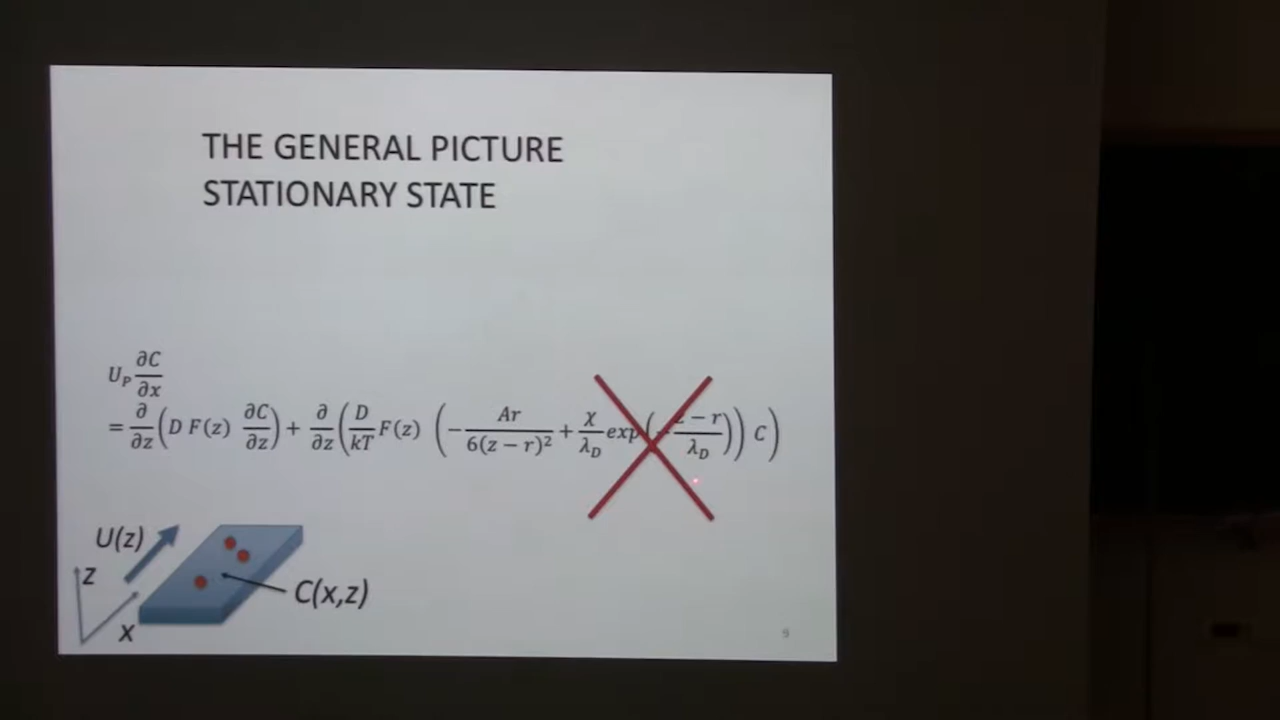 THE GENERAL PICTURE
STATIONARY STATE
U_P ∂C/∂x
= ∂/∂z (D F(z) ∂C/∂z) + ∂/∂z (D/kT F(z) (− Ar/6(z − r)² + χ/λ_D exp(− z − r/λ_D)) C)
U(z)
z
x
C(x,z)
9